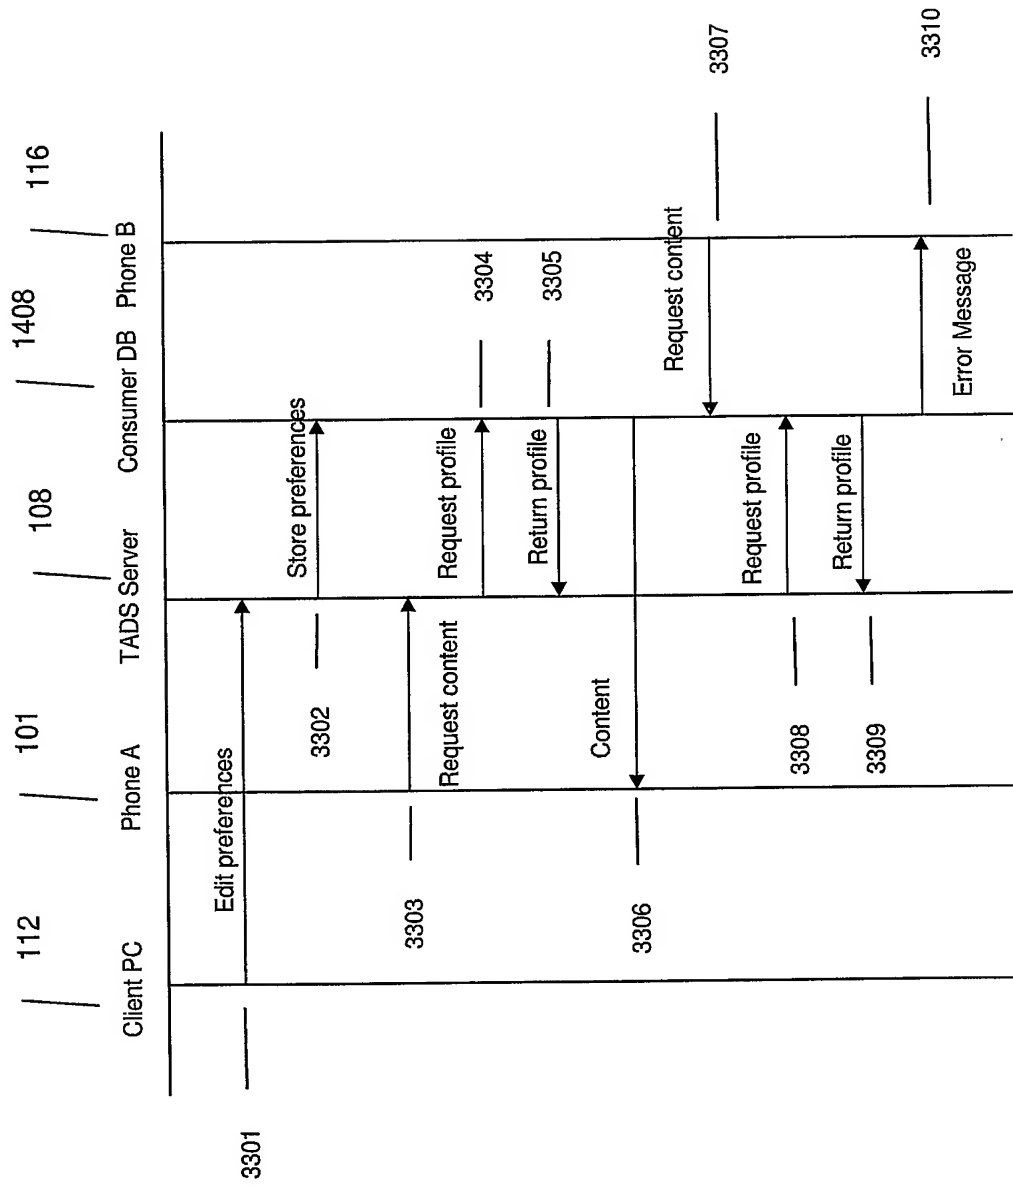 112
101
108
1408
116
Client PC
Phone A
TADS Server
Consumer DB
Phone B
3301
Edit preferences
Store preferences
3302
3303
Request content
Request profile
3304
Return profile
3305
Content
3306
Request content
3307
Request profile
3308
Return profile
3309
Error Message
3310